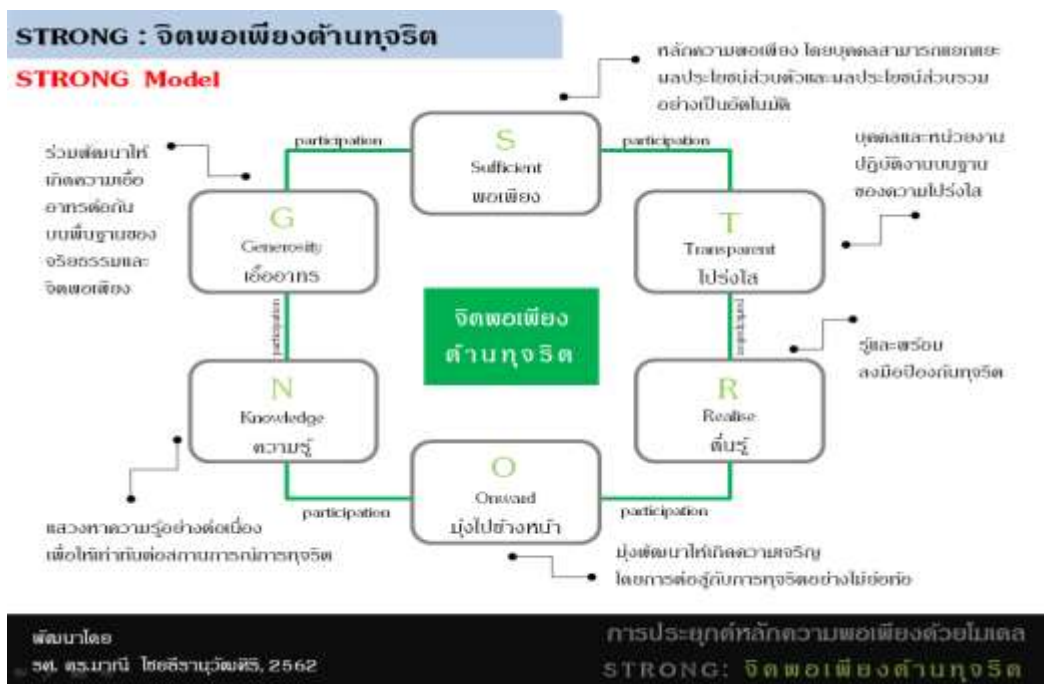 STRONG : จิตพอเพียงต้านทุจริต
STRONG Model
หลักความพอเพียง โดยบุคคลสามารถแยกแยะ
ผลประโยชน์ส่วนตัวและผลประโยชน์ส่วนรวม
อย่างเป็นอัตโนมัติ
participation
S
Sufficient
พอเพียง
participation
บุคคลและหน่วยงาน
ปฏิบัติงานบนฐาน
ของความโปร่งใส
ร่วมพัฒนาให้
เกิดความเอื้อ
อาทรต่อกัน
บนพื้นฐานของ
จริยธรรมและ
จิตพอเพียง
G
Generosity
เอื้ออาทร
T
Transparent
โปร่งใส
จิตพอเพียง
ต้านทุจริต
participation
participation
รู้และพร้อม
ลงมือป้องกันทุจริต
N
Knowledge
ความรู้
R
Realise
ตื่นรู้
O
Onward
มุ่งไปข้างหน้า
participation
participation
แสวงหาความรู้อย่างต่อเนื่อง
เพื่อให้เท่าทันต่อสถานการณ์การทุจริต
มุ่งพัฒนาให้เกิดความเจริญ
โดยการต่อสู้กับการทุจริตอย่างไม่ย่อท้อ
พัฒนาโดย
รศ. ดร.มาณี ไชยธีรานุวัฒศิริ, 2562
การประยุกต์หลักความพอเพียงด้วยโมเดล
STRONG: จิตพอเพียงต้านทุจริต